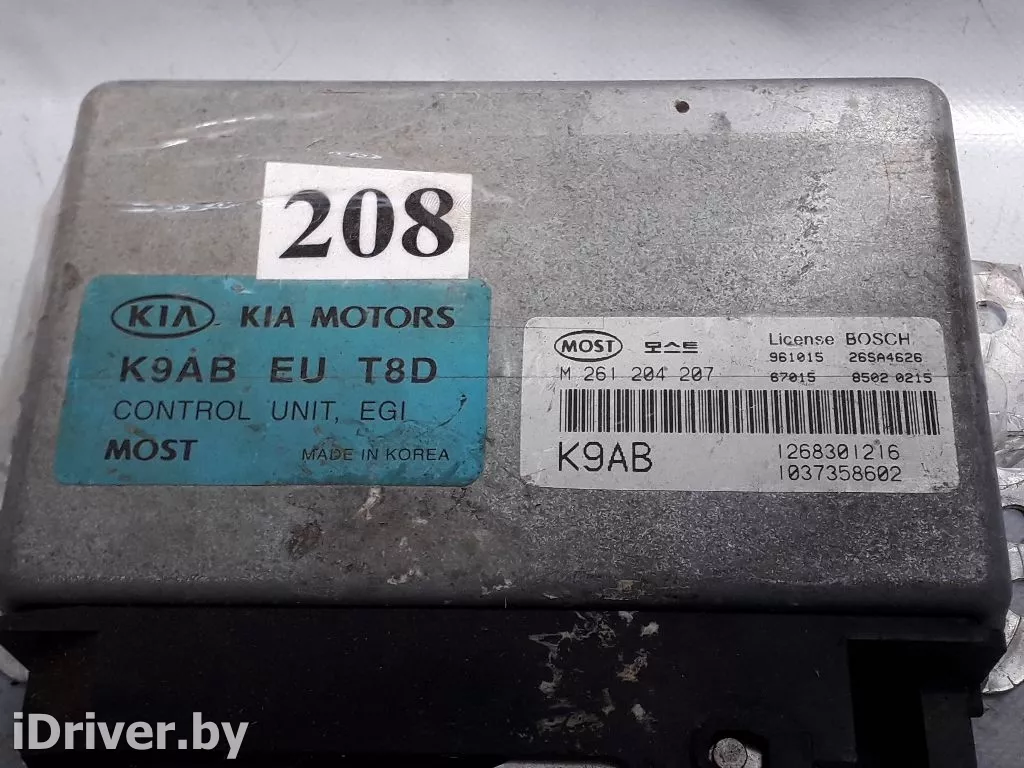 208
KIA KIA MOTORS
K9AB EU T8D
CONTROL UNIT, EGI
MOST MADE IN KOREA
MOST 모스트 License BOSCH
961015 26SA4626
M 261 204 207 67015 8502 0215
K9AB 1268301216
1037358602
iDriver.by